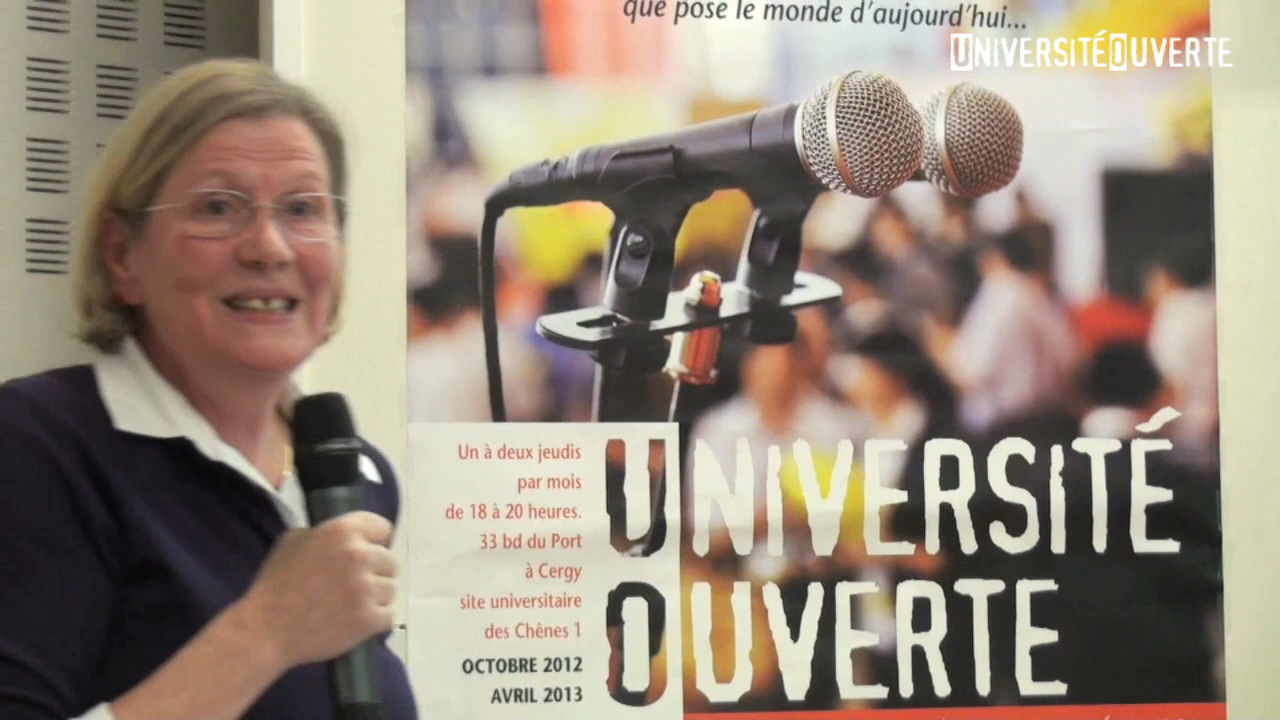 que pose le monde d'aujourd'hui...
UNIVERSITÉOUVERTE
Un à deux jeudis
par mois
de 18 à 20 heures.
33 bd du Port
à Cergy
site universitaire
des Chênes 1
OCTOBRE 2012
AVRIL 2013
UNIVERSITÉ
OUVERTE